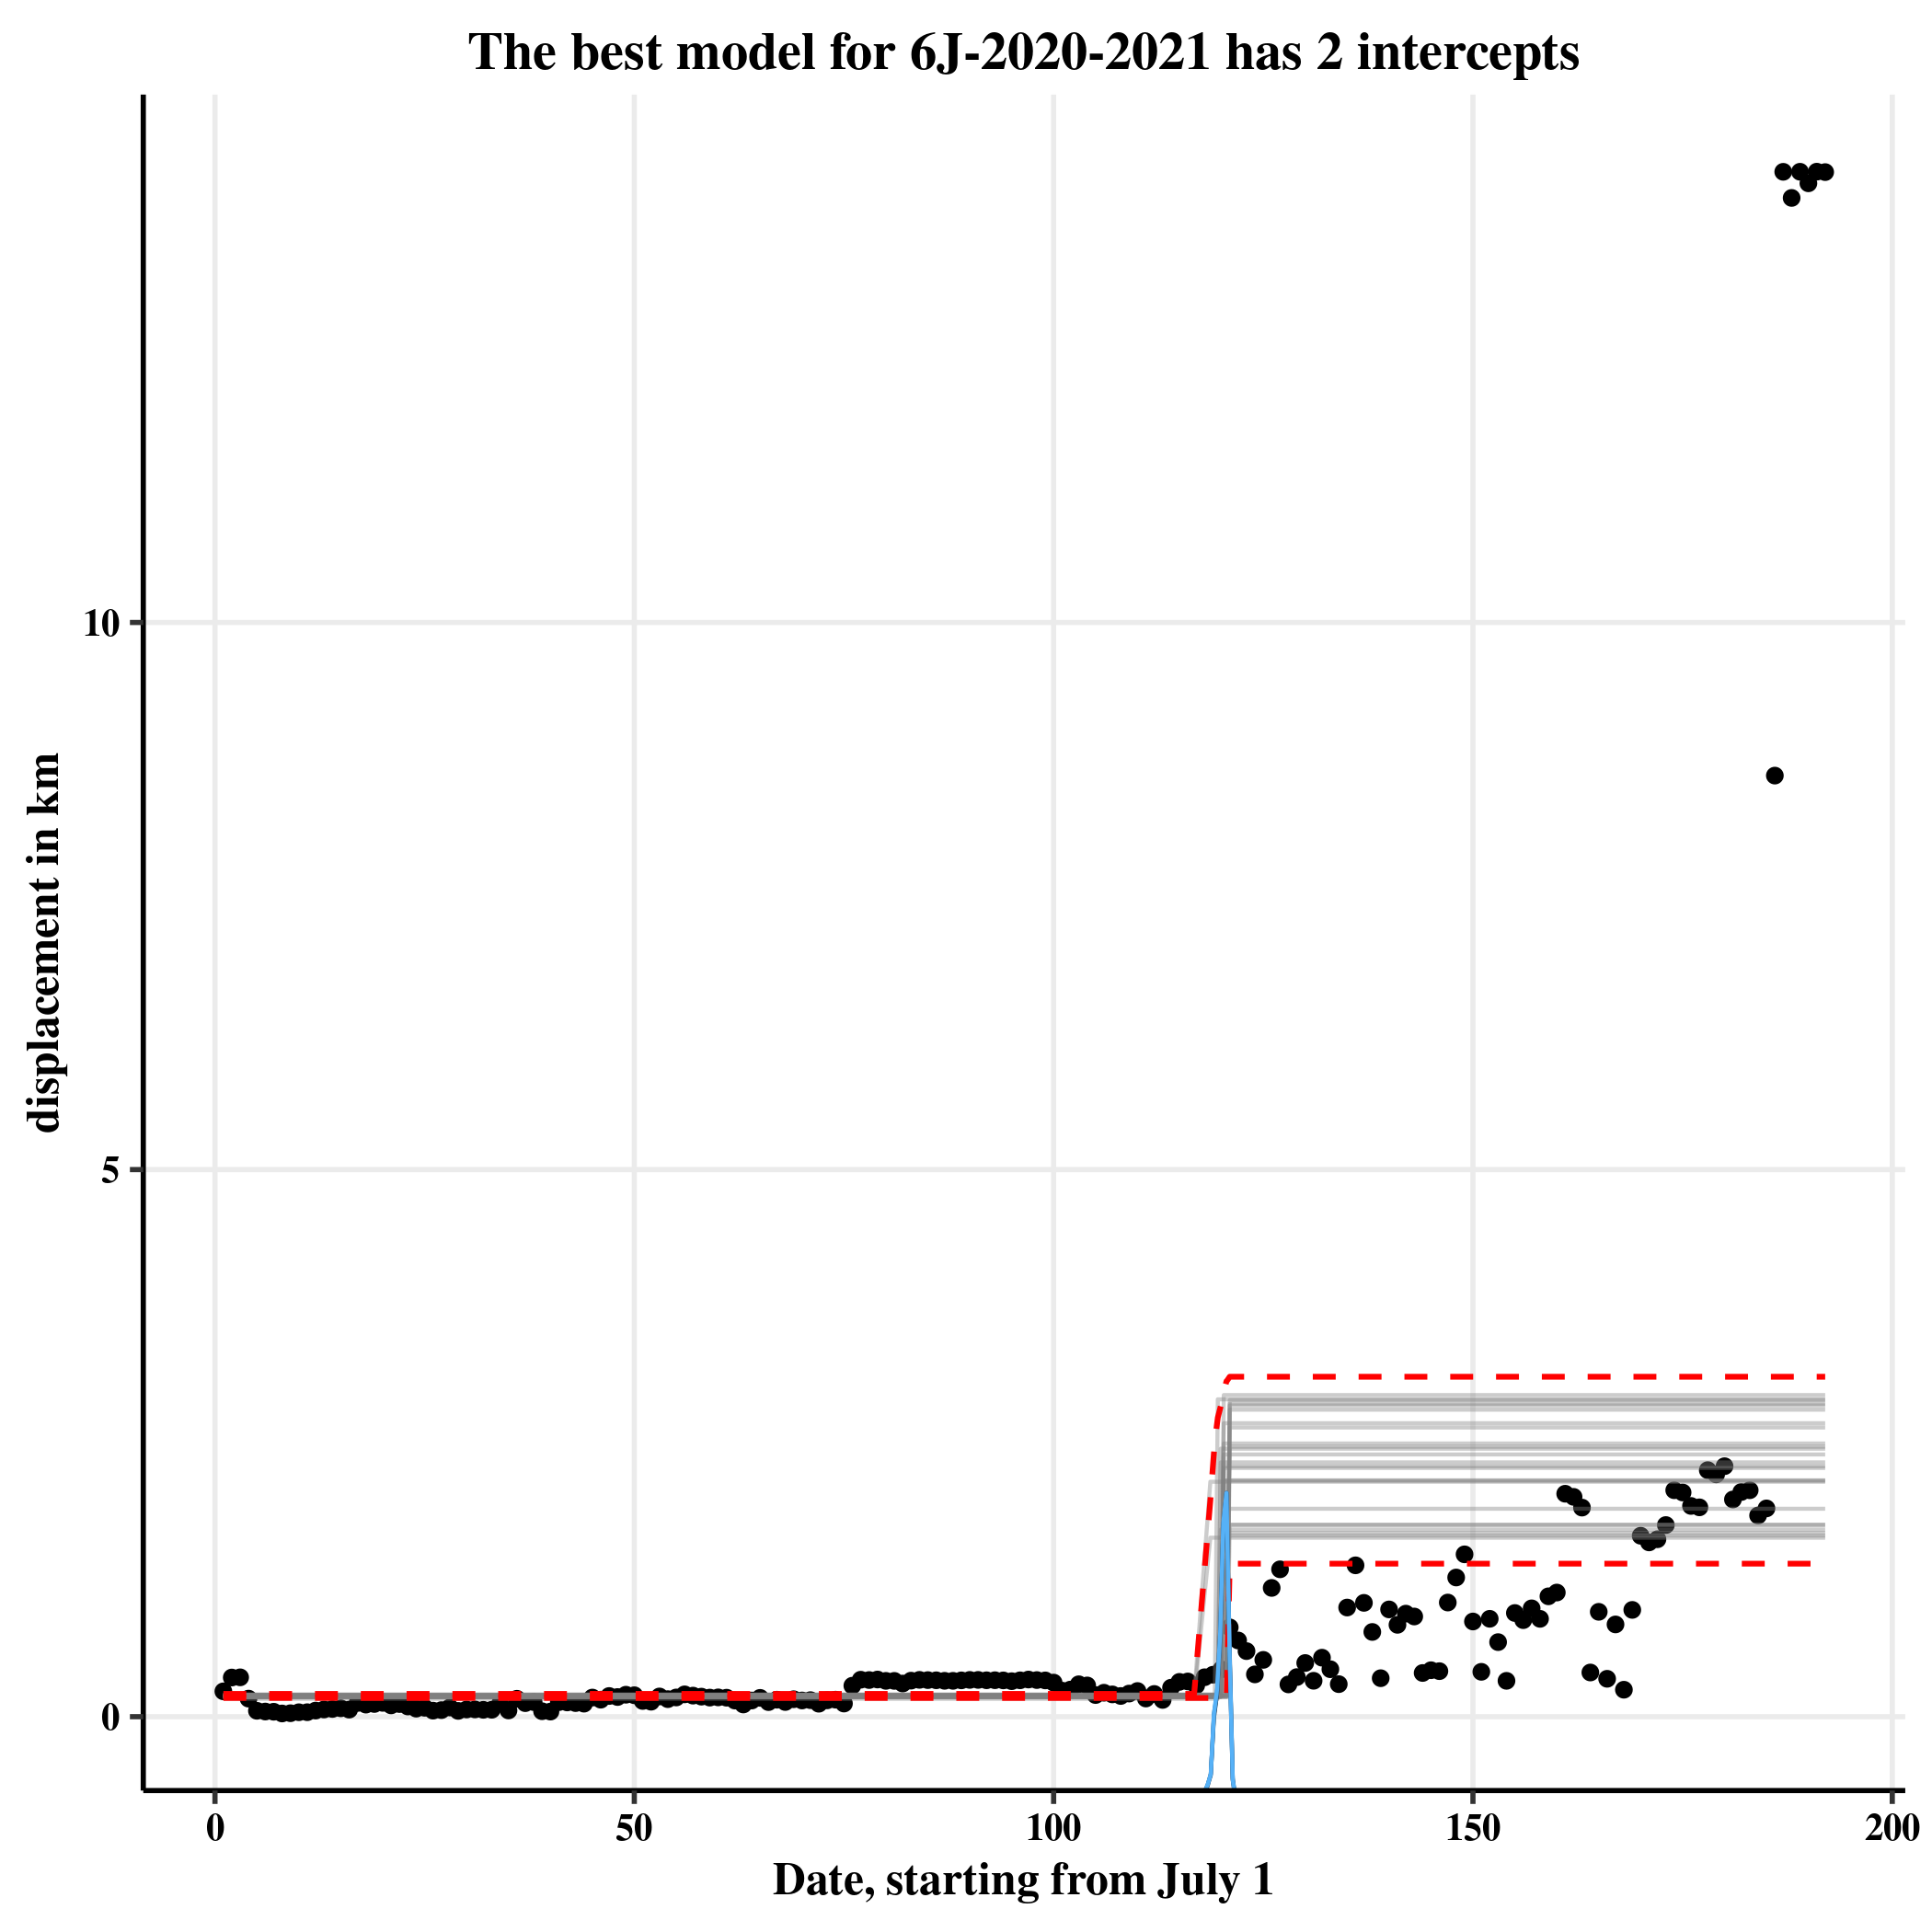 The best model for 6J-2020-2021 has 2 intercepts
displacement in km
10
5
0
0 50 100 150 200
Date, starting from July 1